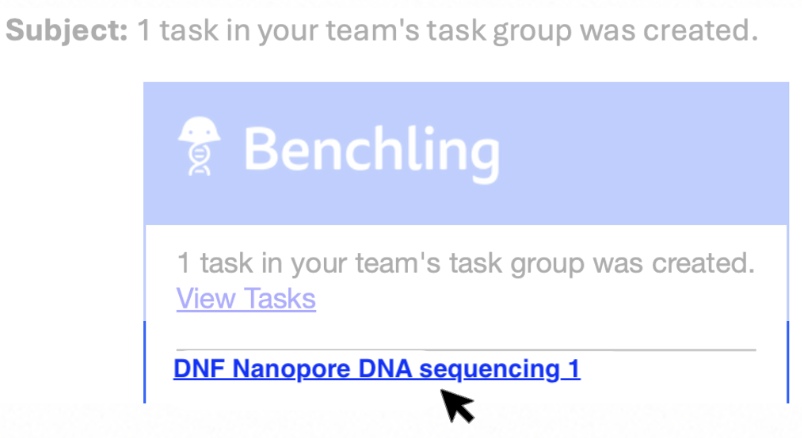 Subject: 1 task in your team's task group was created.
Benchling
1 task in your team's task group was created.
View Tasks
DNF Nanopore DNA sequencing 1